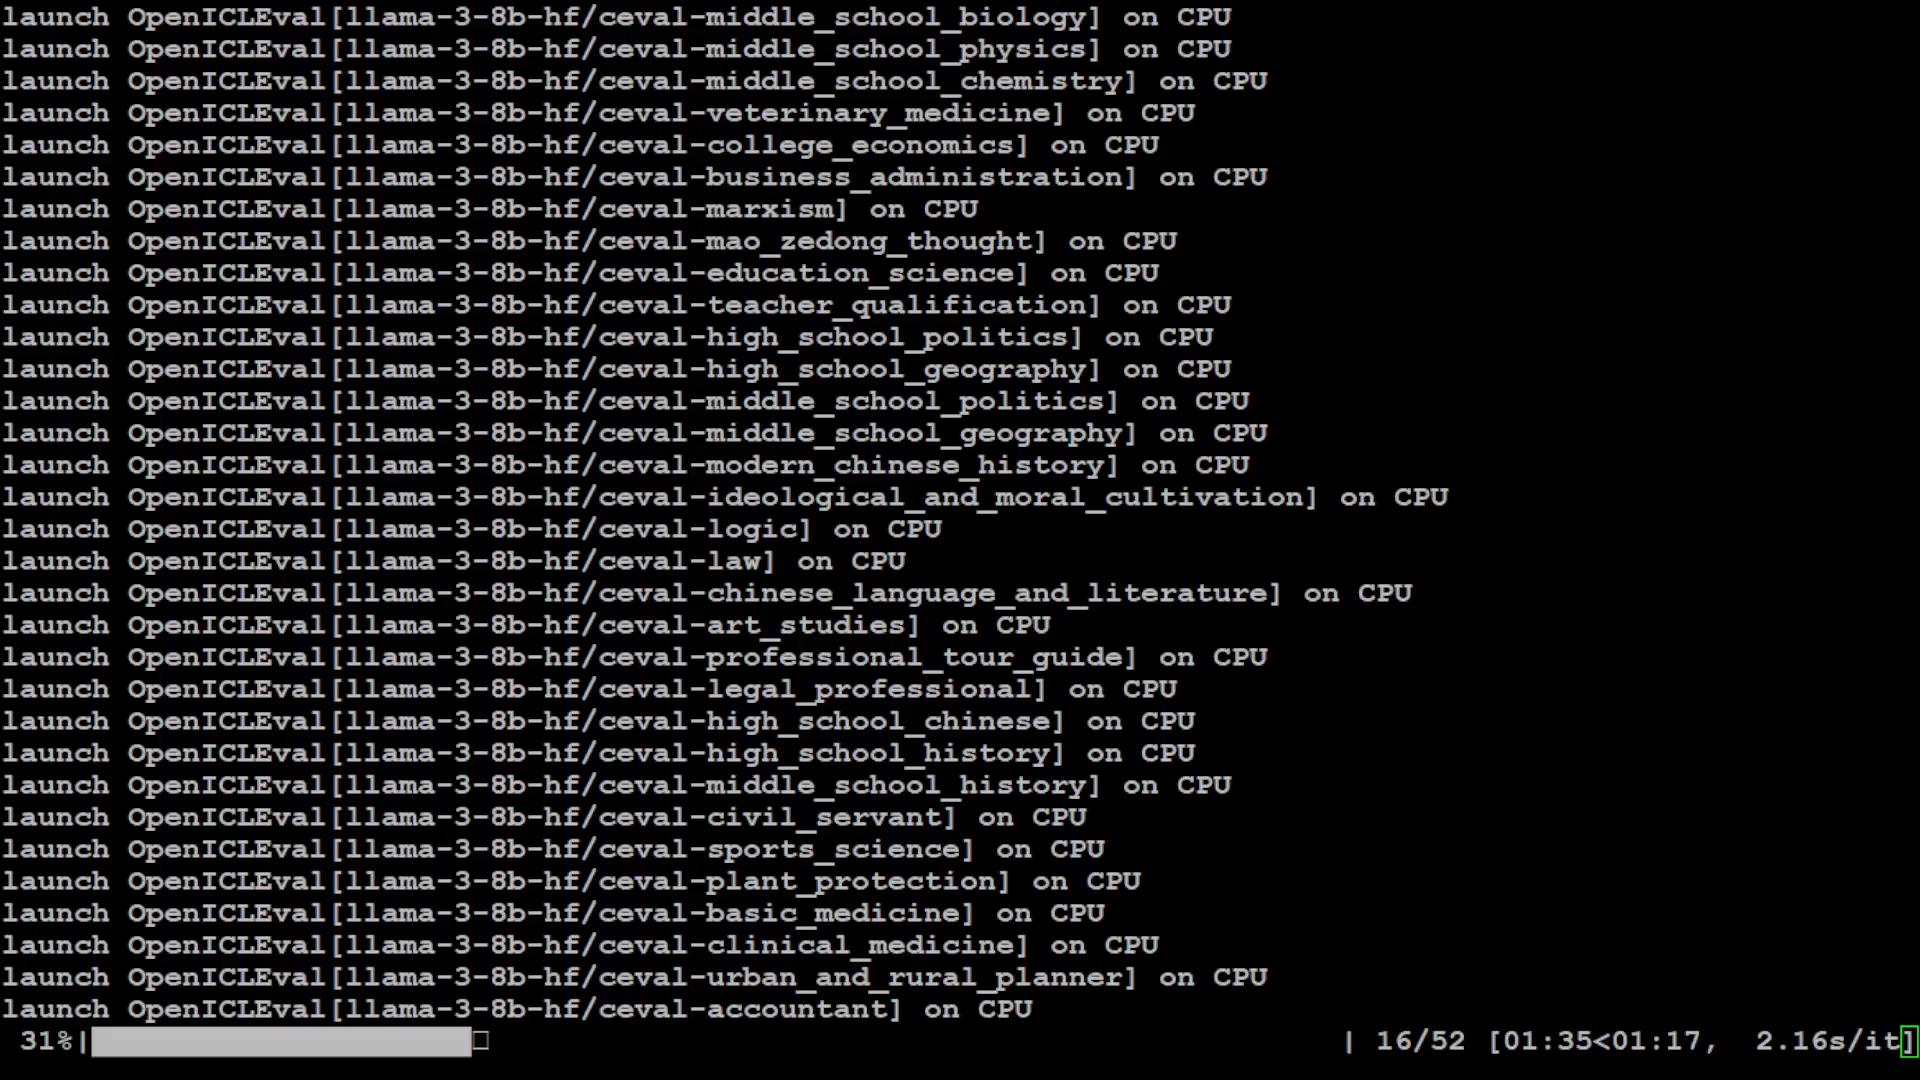 launch OpenICLEval[llama-3-8b-hf/ceval-middle_school_biology] on CPU
launch OpenICLEval[llama-3-8b-hf/ceval-middle_school_physics] on CPU
launch OpenICLEval[llama-3-8b-hf/ceval-middle_school_chemistry] on CPU
launch OpenICLEval[llama-3-8b-hf/ceval-veterinary_medicine] on CPU
launch OpenICLEval[llama-3-8b-hf/ceval-college_economics] on CPU
launch OpenICLEval[llama-3-8b-hf/ceval-business_administration] on CPU
launch OpenICLEval[llama-3-8b-hf/ceval-marxism] on CPU
launch OpenICLEval[llama-3-8b-hf/ceval-mao_zedong_thought] on CPU
launch OpenICLEval[llama-3-8b-hf/ceval-education_science] on CPU
launch OpenICLEval[llama-3-8b-hf/ceval-teacher_qualification] on CPU
launch OpenICLEval[llama-3-8b-hf/ceval-high_school_politics] on CPU
launch OpenICLEval[llama-3-8b-hf/ceval-high_school_geography] on CPU
launch OpenICLEval[llama-3-8b-hf/ceval-middle_school_politics] on CPU
launch OpenICLEval[llama-3-8b-hf/ceval-middle_school_geography] on CPU
launch OpenICLEval[llama-3-8b-hf/ceval-modern_chinese_history] on CPU
launch OpenICLEval[llama-3-8b-hf/ceval-ideological_and_moral_cultivation] on CPU
launch OpenICLEval[llama-3-8b-hf/ceval-logic] on CPU
launch OpenICLEval[llama-3-8b-hf/ceval-law] on CPU
launch OpenICLEval[llama-3-8b-hf/ceval-chinese_language_and_literature] on CPU
launch OpenICLEval[llama-3-8b-hf/ceval-art_studies] on CPU
launch OpenICLEval[llama-3-8b-hf/ceval-professional_tour_guide] on CPU
launch OpenICLEval[llama-3-8b-hf/ceval-legal_professional] on CPU
launch OpenICLEval[llama-3-8b-hf/ceval-high_school_chinese] on CPU
launch OpenICLEval[llama-3-8b-hf/ceval-high_school_history] on CPU
launch OpenICLEval[llama-3-8b-hf/ceval-middle_school_history] on CPU
launch OpenICLEval[llama-3-8b-hf/ceval-civil_servant] on CPU
launch OpenICLEval[llama-3-8b-hf/ceval-sports_science] on CPU
launch OpenICLEval[llama-3-8b-hf/ceval-plant_protection] on CPU
launch OpenICLEval[llama-3-8b-hf/ceval-basic_medicine] on CPU
launch OpenICLEval[llama-3-8b-hf/ceval-clinical_medicine] on CPU
launch OpenICLEval[llama-3-8b-hf/ceval-urban_and_rural_planner] on CPU
launch OpenICLEval[llama-3-8b-hf/ceval-accountant] on CPU
31%| | 16/52 [01:35<01:17, 2.16s/it]